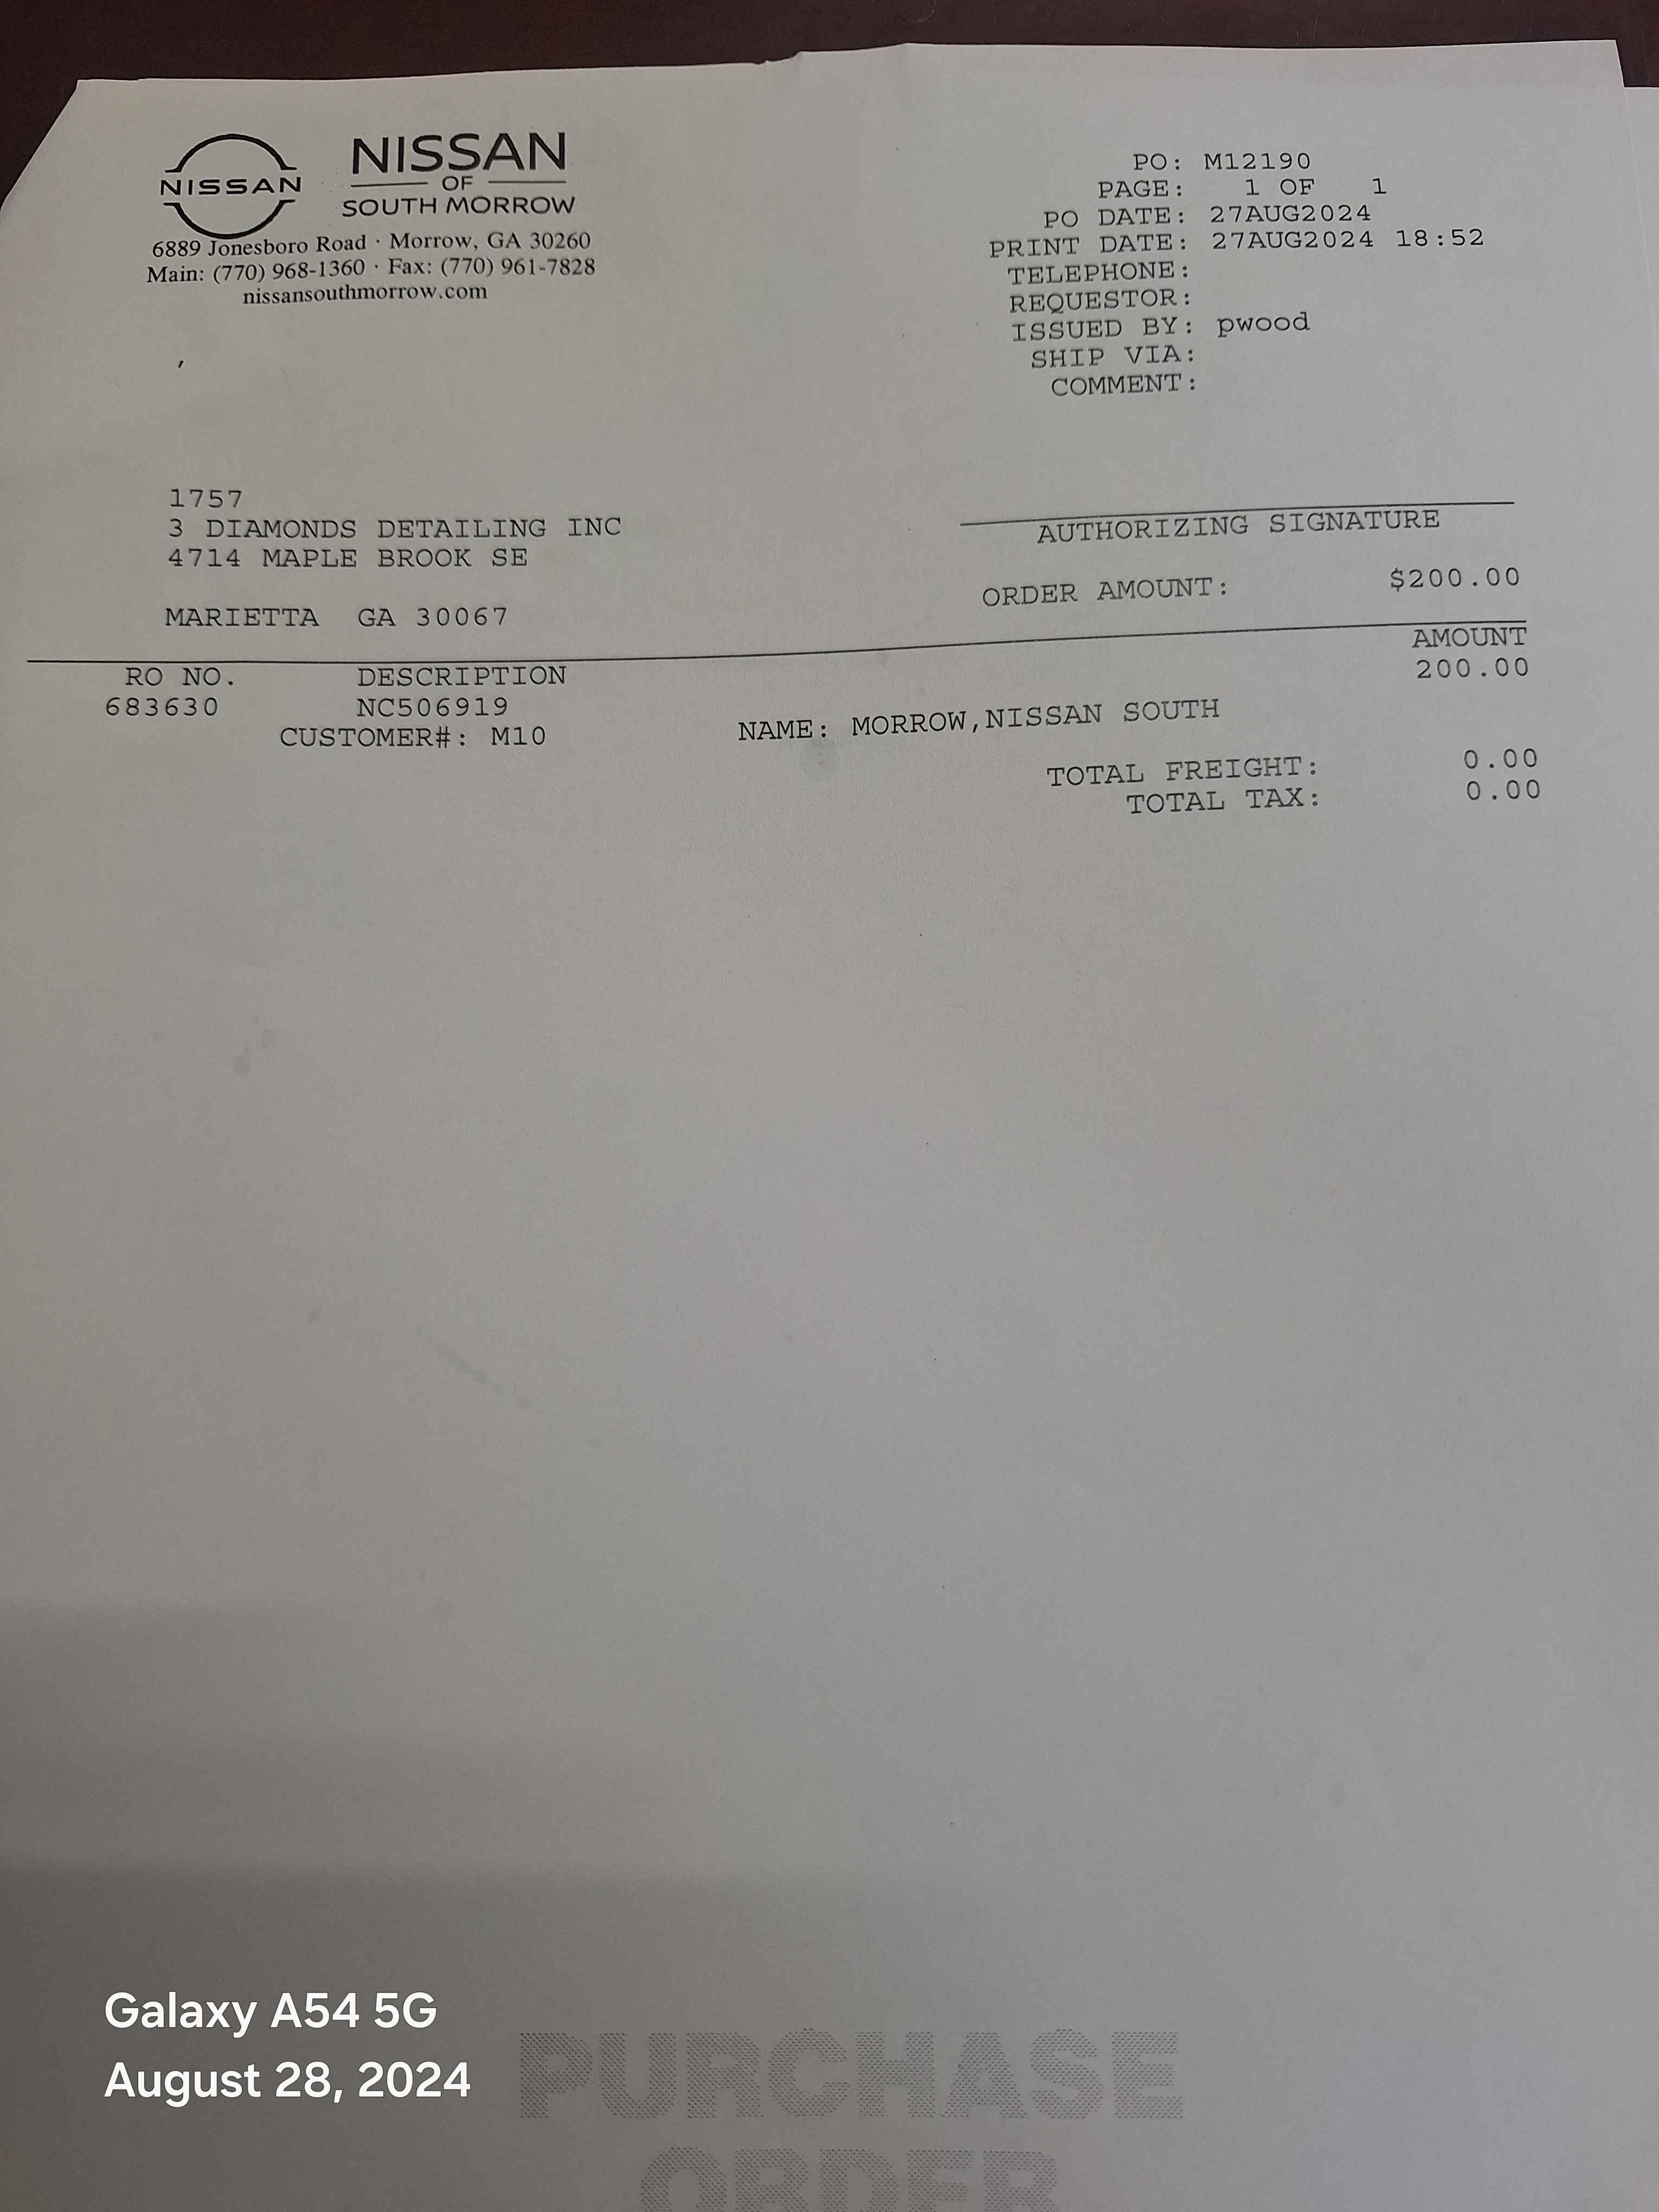 NISSAN
NISSAN
OF
SOUTH MORROW
6889 Jonesboro Road · Morrow, GA 30260
Main: (770) 968-1360 · Fax: (770) 961-7828
nissansouthmorrow.com
PO: M12190
PAGE: 1 OF 1
PO DATE: 27AUG2024
PRINT DATE: 27AUG2024 18:52
TELEPHONE:
REQUESTOR:
ISSUED BY: pwood
SHIP VIA:
COMMENT:
1757
3 DIAMONDS DETAILING INC
4714 MAPLE BROOK SE
MARIETTA GA 30067
AUTHORIZING SIGNATURE
ORDER AMOUNT: $200.00
RO NO. DESCRIPTION AMOUNT
683630 NC506919 200.00
CUSTOMER#: M10 NAME: MORROW,NISSAN SOUTH
TOTAL FREIGHT: 0.00
TOTAL TAX: 0.00
Galaxy A54 5G
August 28, 2024
PURCHASE
ORDER